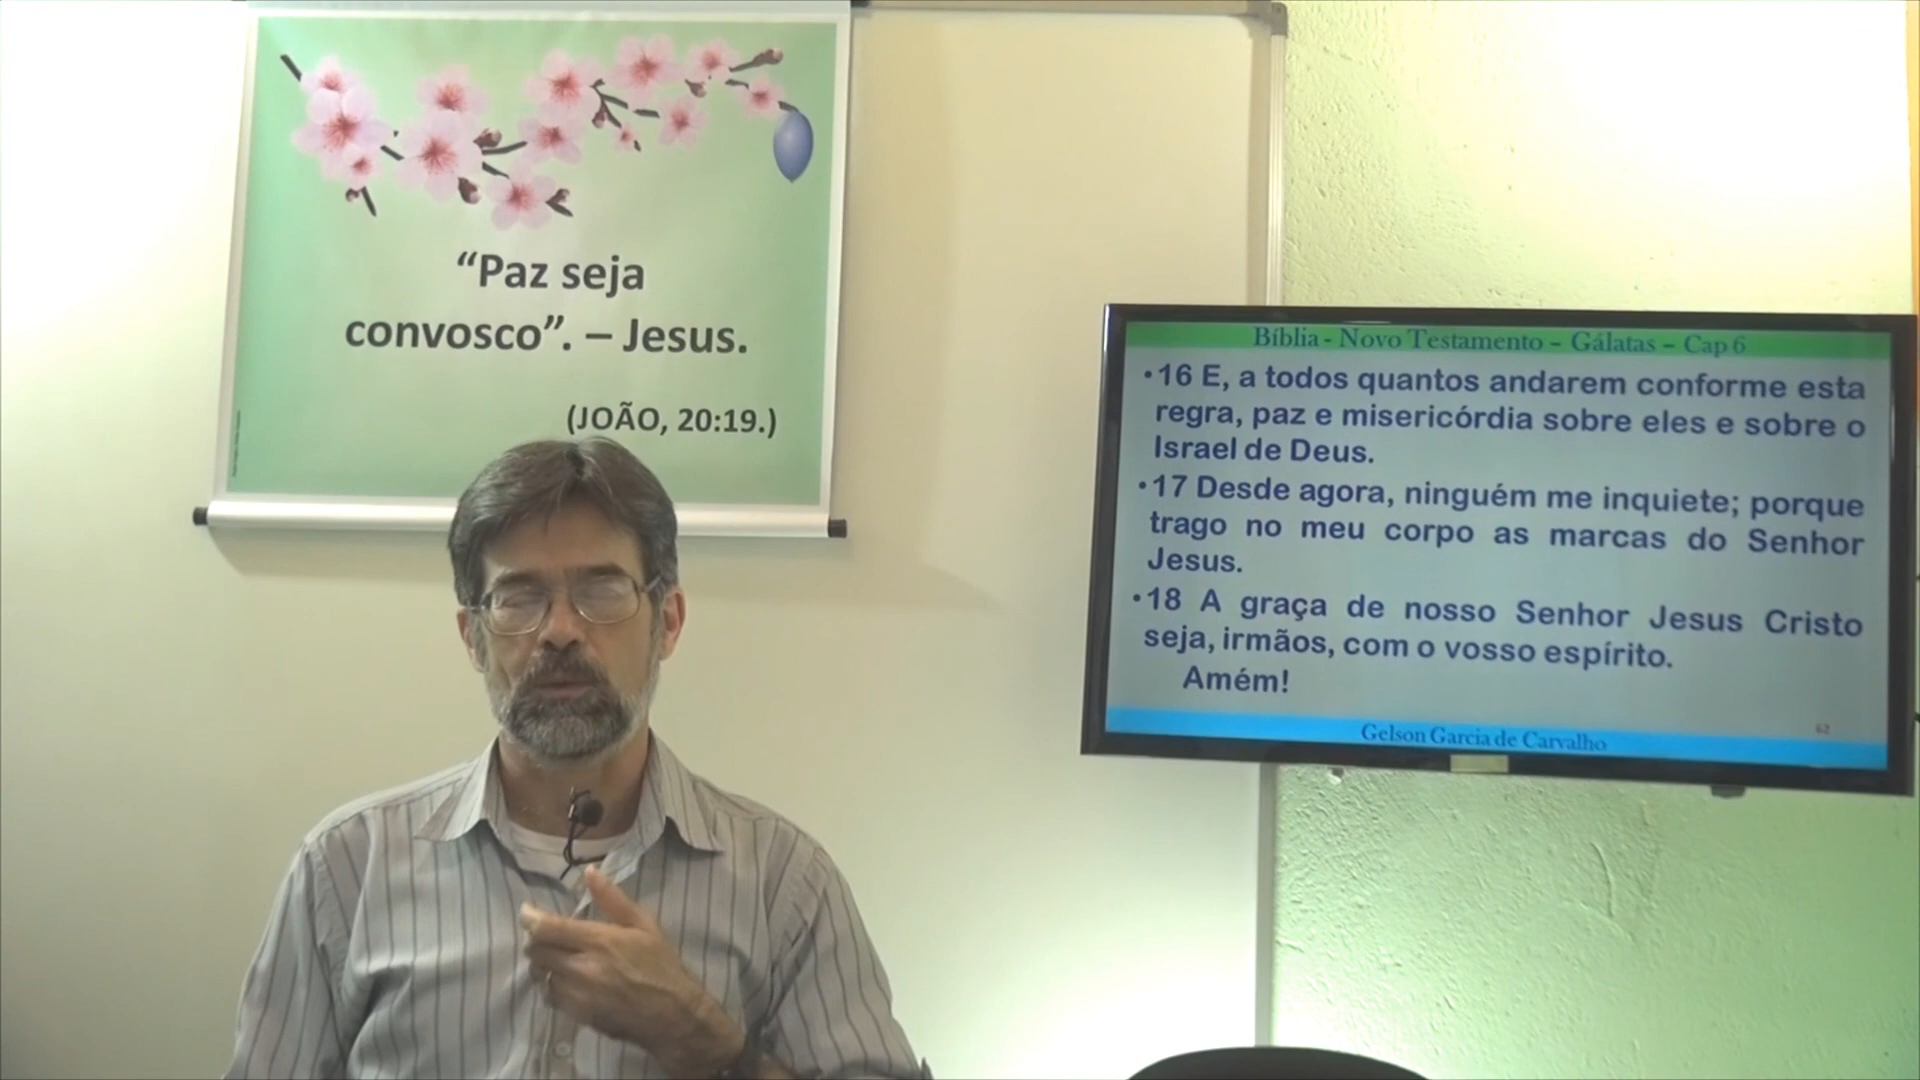 “Paz seja
convosco”. – Jesus.
(JOÃO, 20:19.)
Bíblia - Novo Testamento – Gálatas – Cap 6
•16 E, a todos quantos andarem conforme esta
regra, paz e misericórdia sobre eles e sobre o
Israel de Deus.
•17 Desde agora, ninguém me inquiete; porque
trago no meu corpo as marcas do Senhor
Jesus.
•18 A graça de nosso Senhor Jesus Cristo
seja, irmãos, com o vosso espírito.
Amém!
Gelson Garcia de Carvalho
62